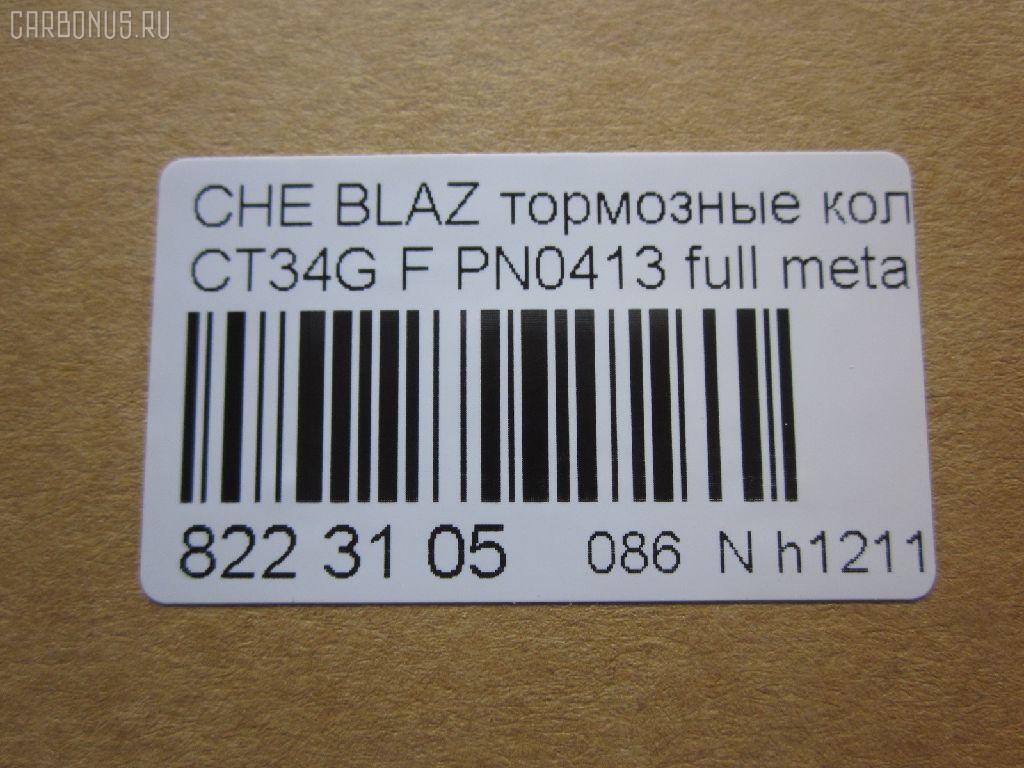 CARBONUS.RU
CHE BLAZ тормозные кол
CT34G F PN0413 full meta
822 31 05 086 N h1211